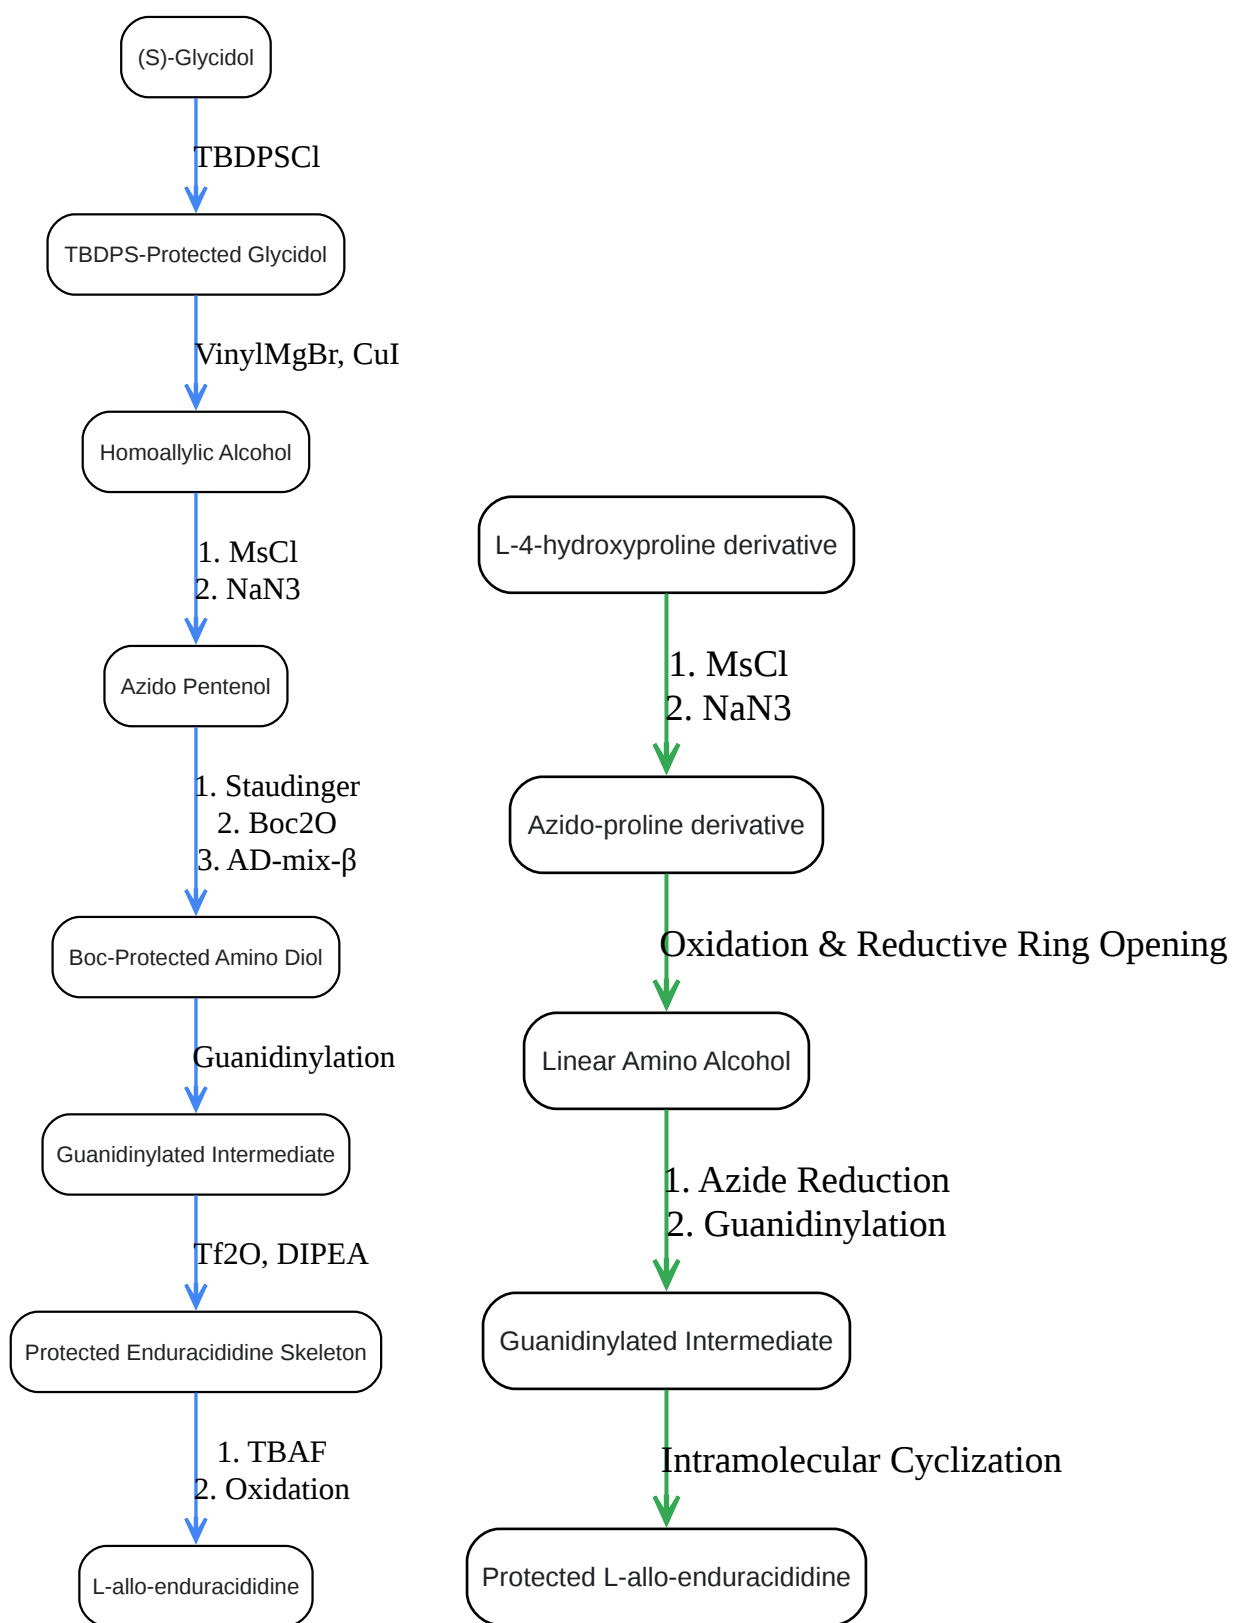 (S)-Glycidol
TBDPSCl
TBDPS-Protected Glycidol
VinylMgBr, CuI
Homoallylic Alcohol
1. MsCl
2. NaN3
Azido Pentenol
1. Staudinger
2. Boc2O
3. AD-mix-β
Boc-Protected Amino Diol
Guanidinylation
Guanidinylated Intermediate
Tf2O, DIPEA
Protected Enduracididine Skeleton
1. TBAF
2. Oxidation
L-allo-enduracididine
L-4-hydroxyproline derivative
1. MsCl
2. NaN3
Azido-proline derivative
Oxidation & Reductive Ring Opening
Linear Amino Alcohol
1. Azide Reduction
2. Guanidinylation
Guanidinylated Intermediate
Intramolecular Cyclization
Protected L-allo-enduracididine